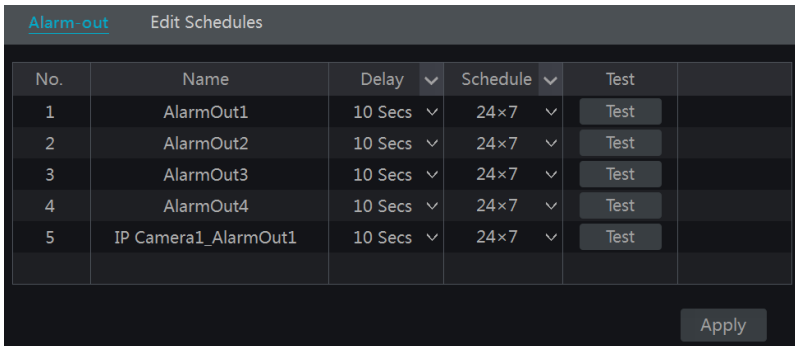 Alarm-out Edit Schedules
No. Name Delay Schedule Test
1 AlarmOut1 10 Secs 24×7 Test
2 AlarmOut2 10 Secs 24×7 Test
3 AlarmOut3 10 Secs 24×7 Test
4 AlarmOut4 10 Secs 24×7 Test
5 IP Camera1_AlarmOut1 10 Secs 24×7 Test
Apply